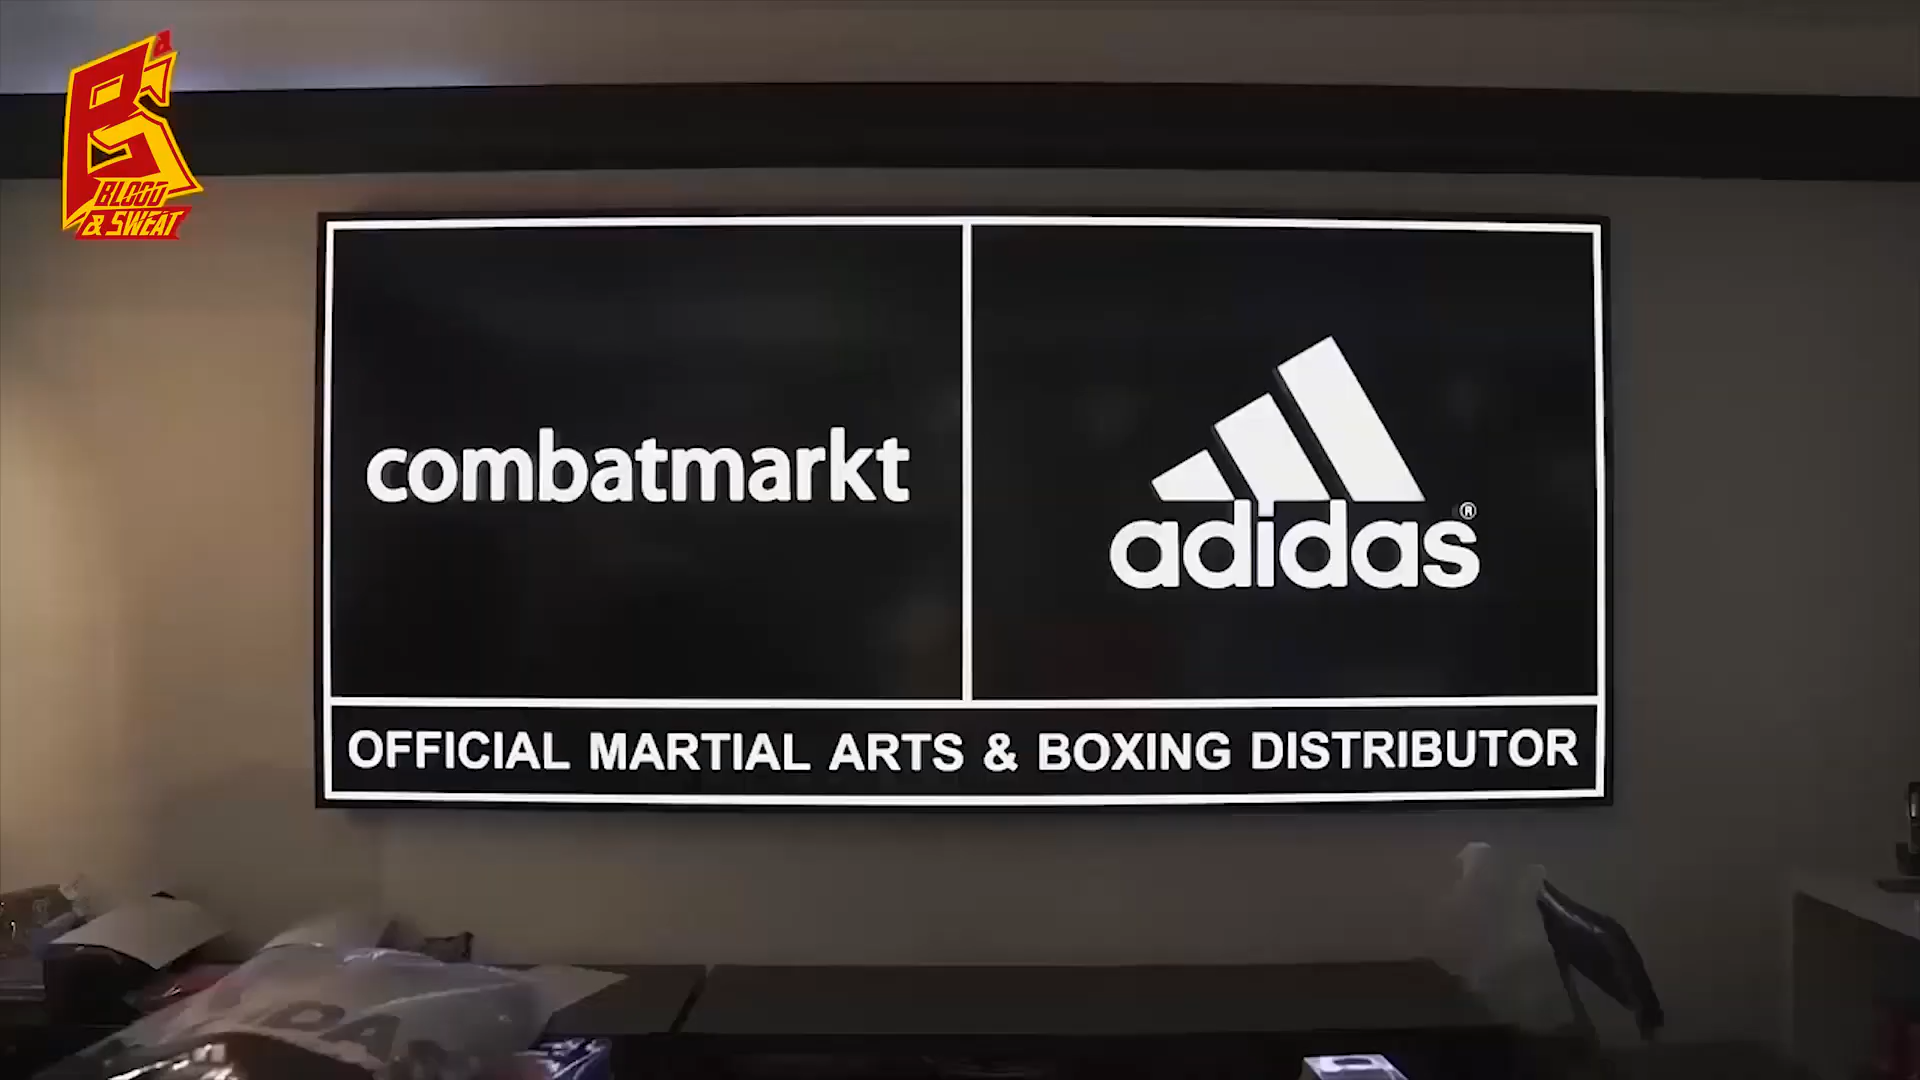 BLOOD
& SWEAT
combatmarkt
adidas®
OFFICIAL MARTIAL ARTS & BOXING DISTRIBUTOR